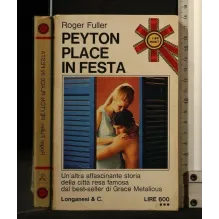 Roger Fuller
PEYTON
PLACE
IN FESTA
Un'altra affascinante storia
della città resa famosa
dal best-seller di Grace Metalious
Longanesi & C.
LIRE 600